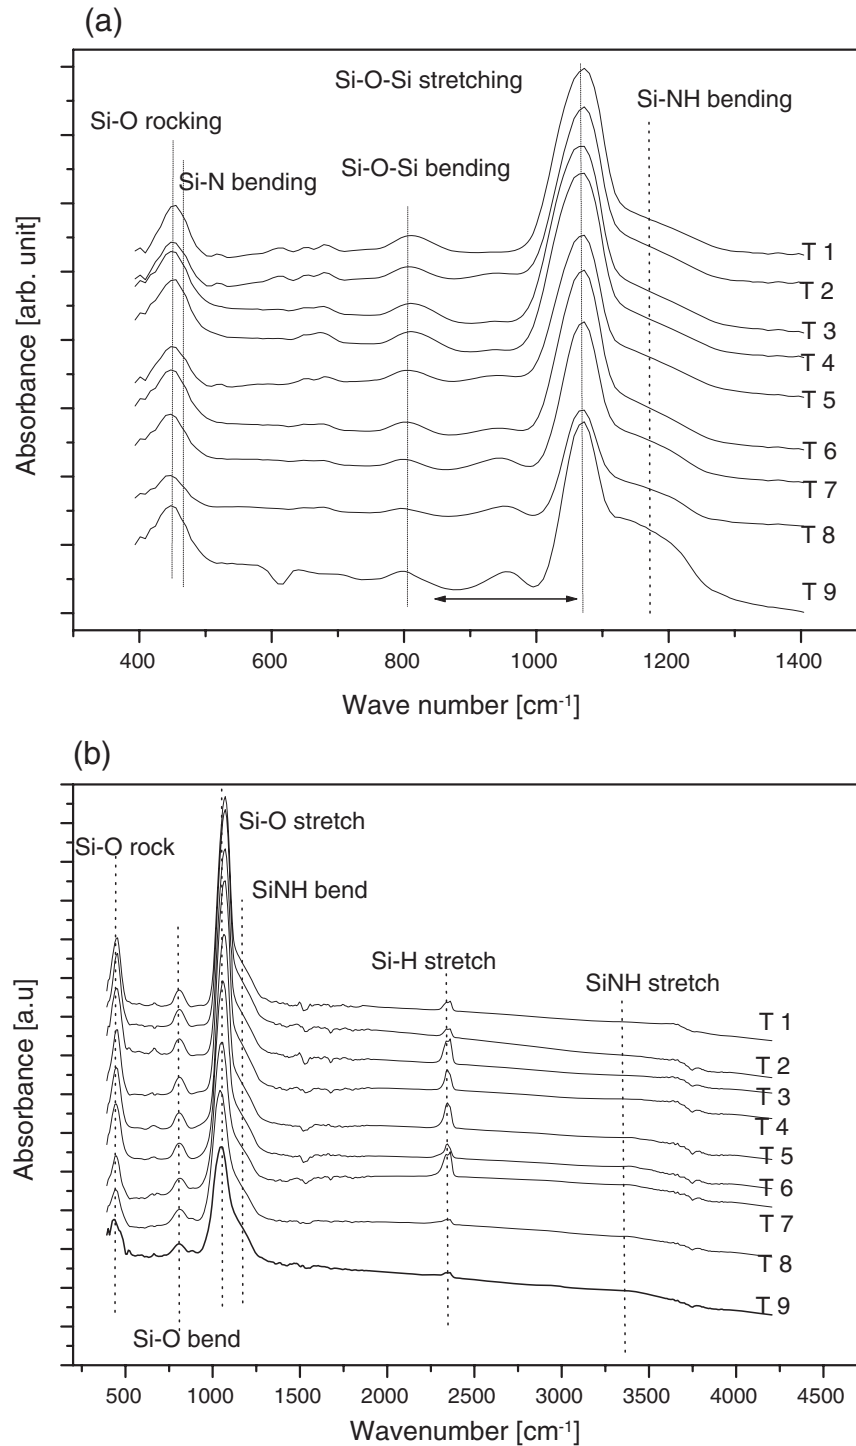 (a)
Si-O-Si stretching
Si-NH bending
Si-O rocking
Si-N bending
Si-O-Si bending
T 1
T 2
T 3
T 4
T 5
T 6
T 7
T 8
T 9
Absorbance [arb. unit]
400 600 800 1000 1200 1400
Wave number [cm-1]
(b)
Si-O stretch
Si-O rock
SiNH bend
Si-H stretch
SiNH stretch
T 1
T 2
T 3
T 4
T 5
T 6
T 7
T 8
T 9
Si-O bend
Absorbance [a.u]
500 1000 1500 2000 2500 3000 3500 4000 4500
Wavenumber [cm-1]